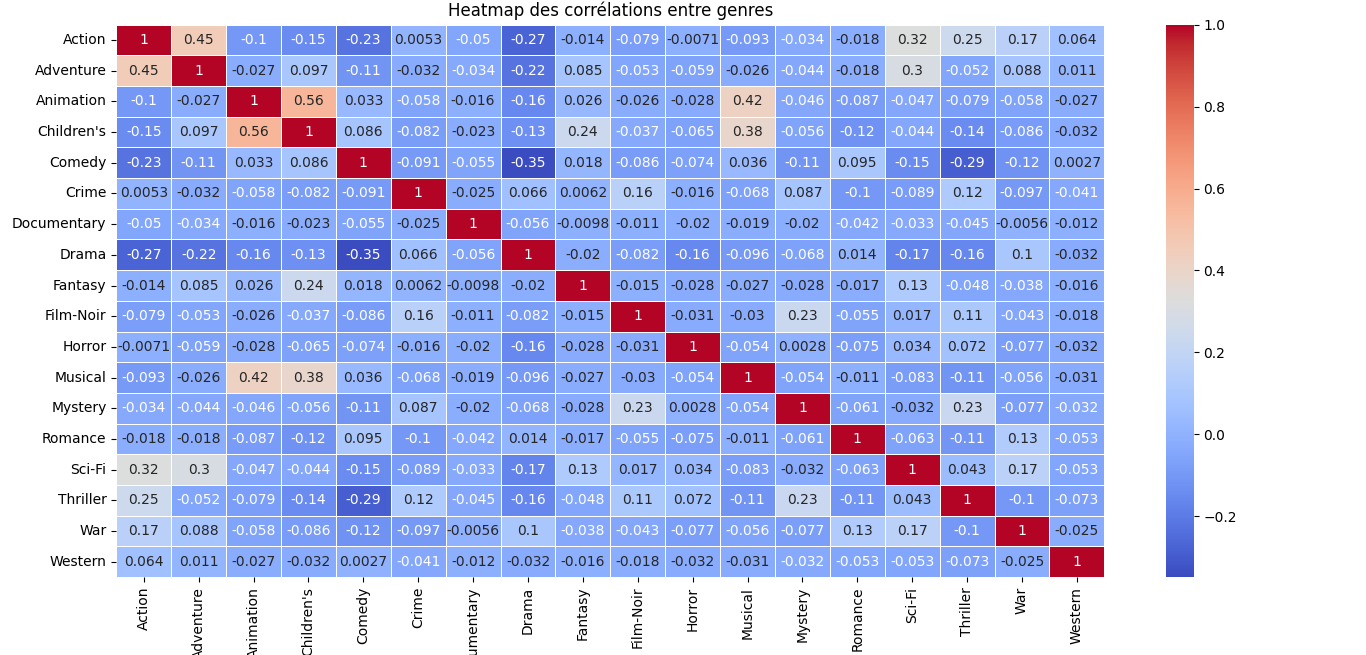 Heatmap des corrélations entre genres
Action 1 0.45 -0.1 -0.15 -0.23 0.0053 -0.05 -0.27 -0.014 -0.079 -0.0071 -0.093 -0.034 -0.018 0.32 0.25 0.17 0.064
Adventure 0.45 1 -0.027 0.097 -0.11 -0.032 -0.034 -0.22 0.085 -0.053 -0.059 -0.026 -0.044 -0.018 0.3 -0.052 0.088 0.011
Animation -0.1 -0.027 1 0.56 0.033 -0.058 -0.016 -0.16 0.026 -0.026 -0.028 0.42 -0.046 -0.087 -0.047 -0.079 -0.058 -0.027
Children's -0.15 0.097 0.56 1 0.086 -0.082 -0.023 -0.13 0.24 -0.037 -0.065 0.38 -0.056 -0.12 -0.044 -0.14 -0.086 -0.032
Comedy -0.23 -0.11 0.033 0.086 1 -0.091 -0.055 -0.35 0.018 -0.086 -0.074 0.036 -0.11 0.095 -0.15 -0.29 -0.12 0.0027
Crime 0.0053 -0.032 -0.058 -0.082 -0.091 1 -0.025 0.066 0.0062 0.16 -0.016 -0.068 0.087 -0.1 -0.089 0.12 -0.097 -0.041
Documentary -0.05 -0.034 -0.016 -0.023 -0.055 -0.025 1 -0.056 -0.0098 -0.011 -0.02 -0.019 -0.02 -0.042 -0.033 -0.045 -0.0056 -0.012
Drama -0.27 -0.22 -0.16 -0.13 -0.35 0.066 -0.056 1 -0.02 -0.082 -0.16 -0.096 -0.068 0.014 -0.17 -0.16 0.1 -0.032
Fantasy -0.014 0.085 0.026 0.24 0.018 0.0062 -0.0098 -0.02 1 -0.015 -0.028 -0.027 -0.028 -0.017 0.13 -0.048 -0.038 -0.016
Film-Noir -0.079 -0.053 -0.026 -0.037 -0.086 0.16 -0.011 -0.082 -0.015 1 -0.031 -0.03 0.23 -0.055 0.017 0.11 -0.043 -0.018
Horror -0.0071 -0.059 -0.028 -0.065 -0.074 -0.016 -0.02 -0.16 -0.028 -0.031 1 -0.054 0.0028 -0.075 0.034 0.072 -0.077 -0.032
Musical -0.093 -0.026 0.42 0.38 0.036 -0.068 -0.019 -0.096 -0.027 -0.03 -0.054 1 -0.054 -0.011 -0.083 -0.11 -0.056 -0.031
Mystery -0.034 -0.044 -0.046 -0.056 -0.11 0.087 -0.02 -0.068 -0.028 0.23 0.0028 -0.054 1 -0.061 -0.032 0.23 -0.077 -0.032
Romance -0.018 -0.018 -0.087 -0.12 0.095 -0.1 -0.042 0.014 -0.017 -0.055 -0.075 -0.011 -0.061 1 -0.063 -0.11 0.13 -0.053
Sci-Fi 0.32 0.3 -0.047 -0.044 -0.15 -0.089 -0.033 -0.17 0.13 0.017 0.034 -0.083 -0.032 -0.063 1 0.043 0.17 -0.053
Thriller 0.25 -0.052 -0.079 -0.14 -0.29 0.12 -0.045 -0.16 -0.048 0.11 0.072 -0.11 0.23 -0.11 0.043 1 -0.1 -0.073
War 0.17 0.088 -0.058 -0.086 -0.12 -0.097 -0.0056 0.1 -0.038 -0.043 -0.077 -0.056 -0.077 0.13 0.17 -0.1 1 -0.025
Western 0.064 0.011 -0.027 -0.032 0.0027 -0.041 -0.012 -0.032 -0.016 -0.018 -0.032 -0.031 -0.032 -0.053 -0.053 -0.073 -0.025 1
Action
Adventure
Animation
Children's
Comedy
Crime
umentary
Drama
Fantasy
Film-Noir
Horror
Musical
Mystery
Romance
Sci-Fi
Thriller
War
Western
1.0
0.8
0.6
0.4
0.2
0.0
−0.2